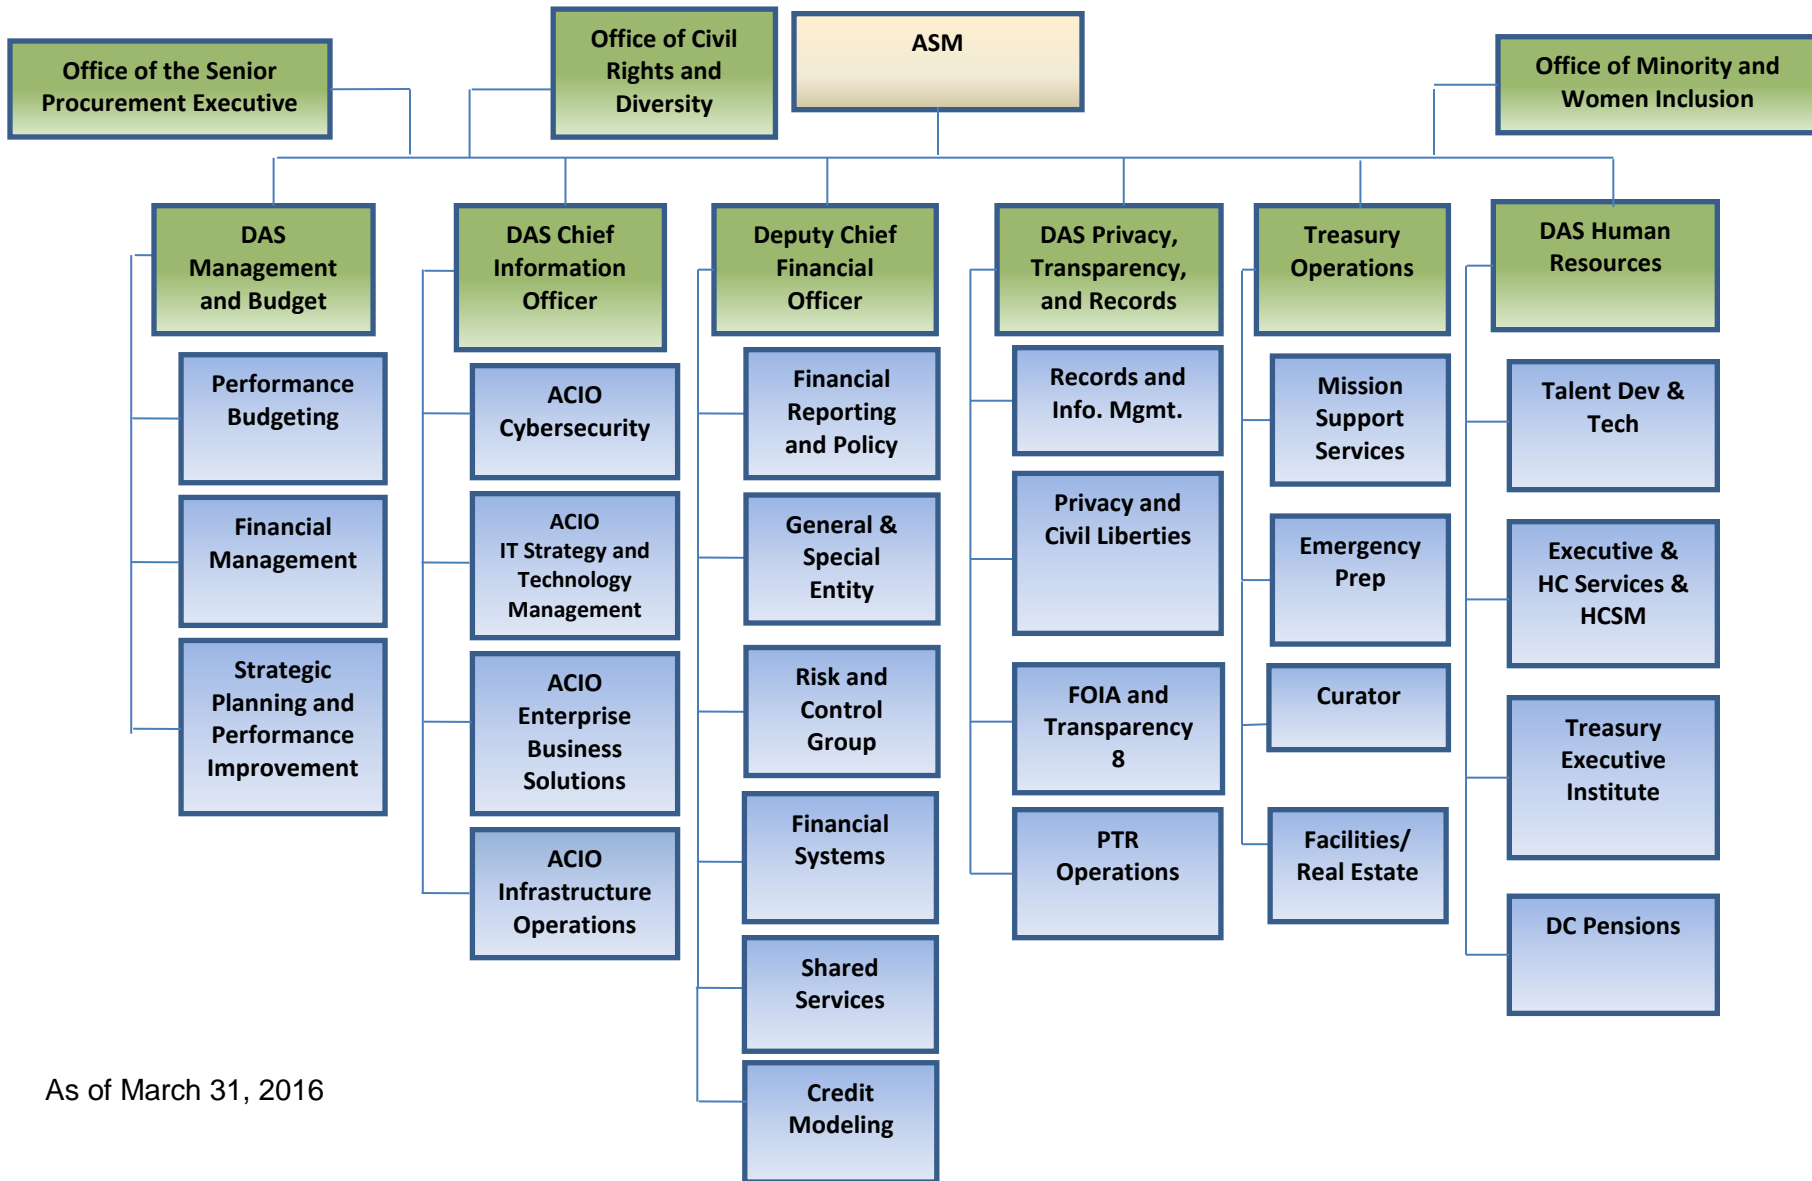 Office of the Senior
Procurement Executive
Office of Civil
Rights and
Diversity
ASM
Office of Minority and
Women Inclusion
DAS
Management
and Budget
DAS Chief
Information
Officer
Deputy Chief
Financial
Officer
DAS Privacy,
Transparency,
and Records
Treasury
Operations
DAS Human
Resources
Performance
Budgeting
Financial
Management
Strategic
Planning and
Performance
Improvement
ACIO
Cybersecurity
ACIO
IT Strategy and
Technology
Management
ACIO
Enterprise
Business
Solutions
ACIO
Infrastructure
Operations
Financial
Reporting
and Policy
General &
Special
Entity
Risk and
Control
Group
Financial
Systems
Shared
Services
Credit
Modeling
Records and
Info. Mgmt.
Privacy and
Civil Liberties
FOIA and
Transparency
8
PTR
Operations
Mission
Support
Services
Emergency
Prep
Curator
Facilities/
Real Estate
Talent Dev &
Tech
Executive &
HC Services &
HCSM
Treasury
Executive
Institute
DC Pensions
As of March 31, 2016